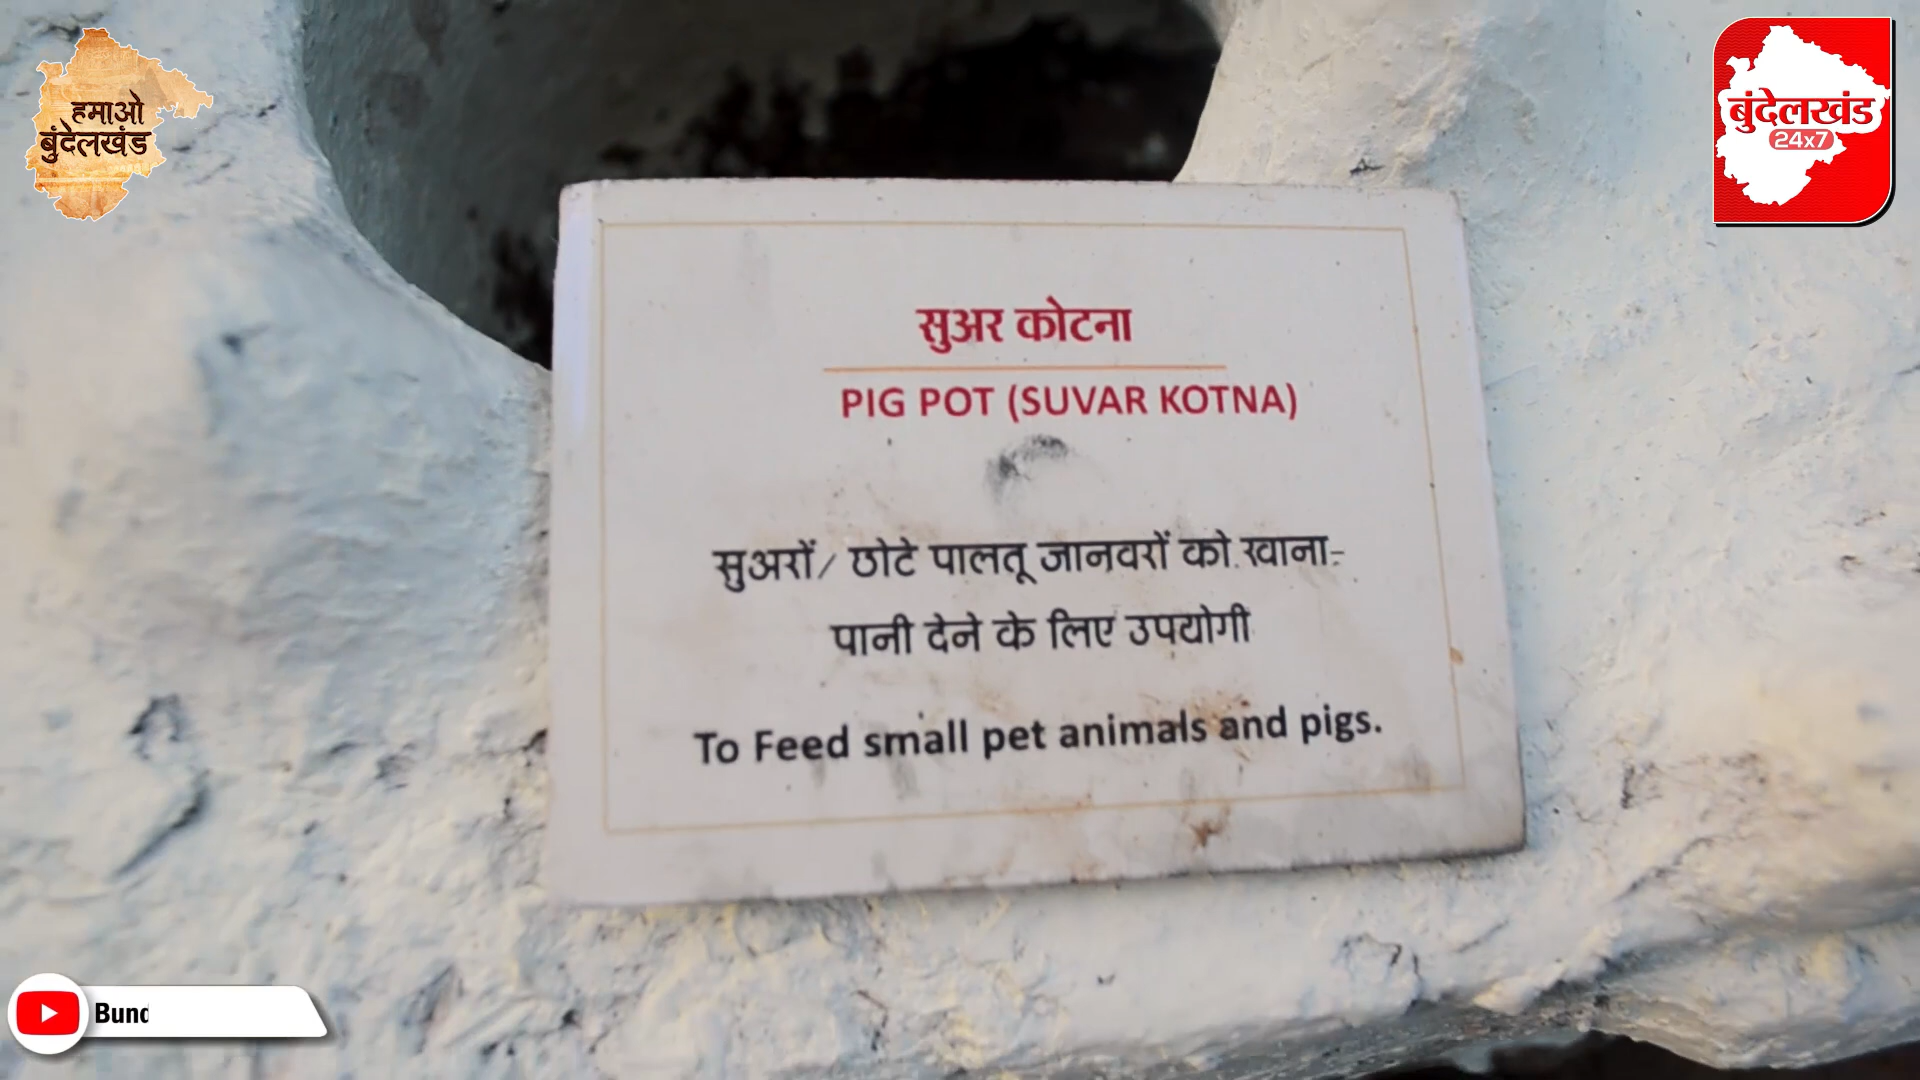 हमाओ
बुंदेलखंड
बुंदेलखंड
24x7
सुअर कोटना
PIG POT (SUVAR KOTNA)
सुअरों/ छोटे पालतू जानवरों को खाना-
पानी देने के लिए उपयोगी
To Feed small pet animals and pigs.
Bund